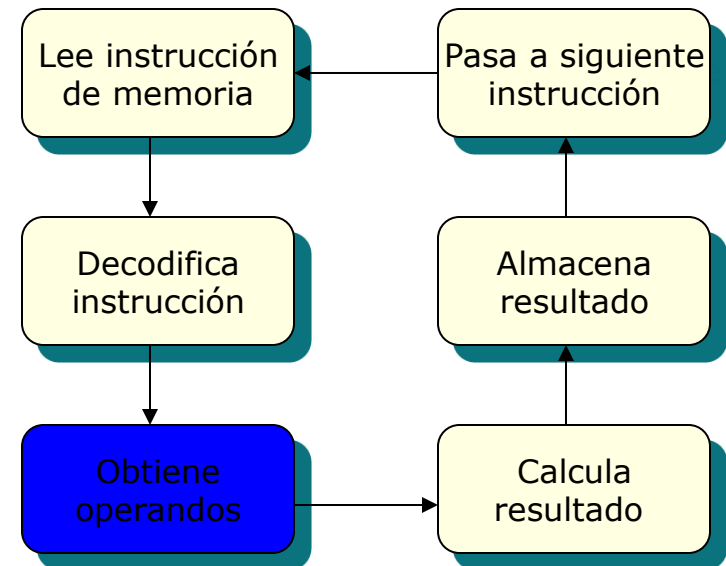 Lee instrucción
de memoria
Pasa a siguiente
instrucción
Decodifica
instrucción
Almacena
resultado
Obtiene
operandos
Calcula
resultado